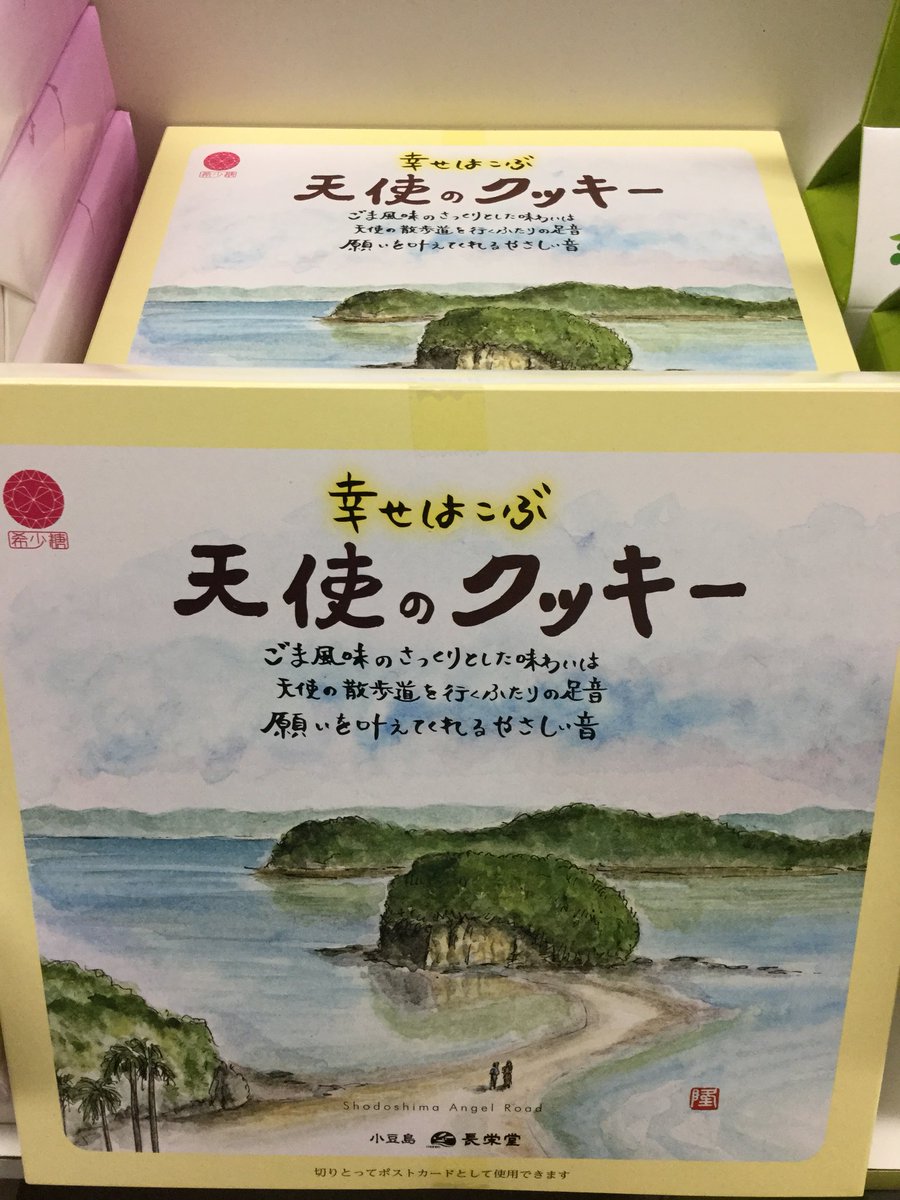 希少糖
幸せはこぶ
天使のクッキー
ごま風味のさっくりとした味わいは
天使の散歩道を行くふたりの足音
願いを叶えてくれるやさしい音
希少糖
幸せはこぶ
天使のクッキー
ごま風味のさっくりとした味わいは
天使の散歩道を行くふたりの足音
願いを叶えてくれるやさしい音
Shodoshima Angel Road
隆
小豆島 長栄堂
切りとってポストカードとして使用できます